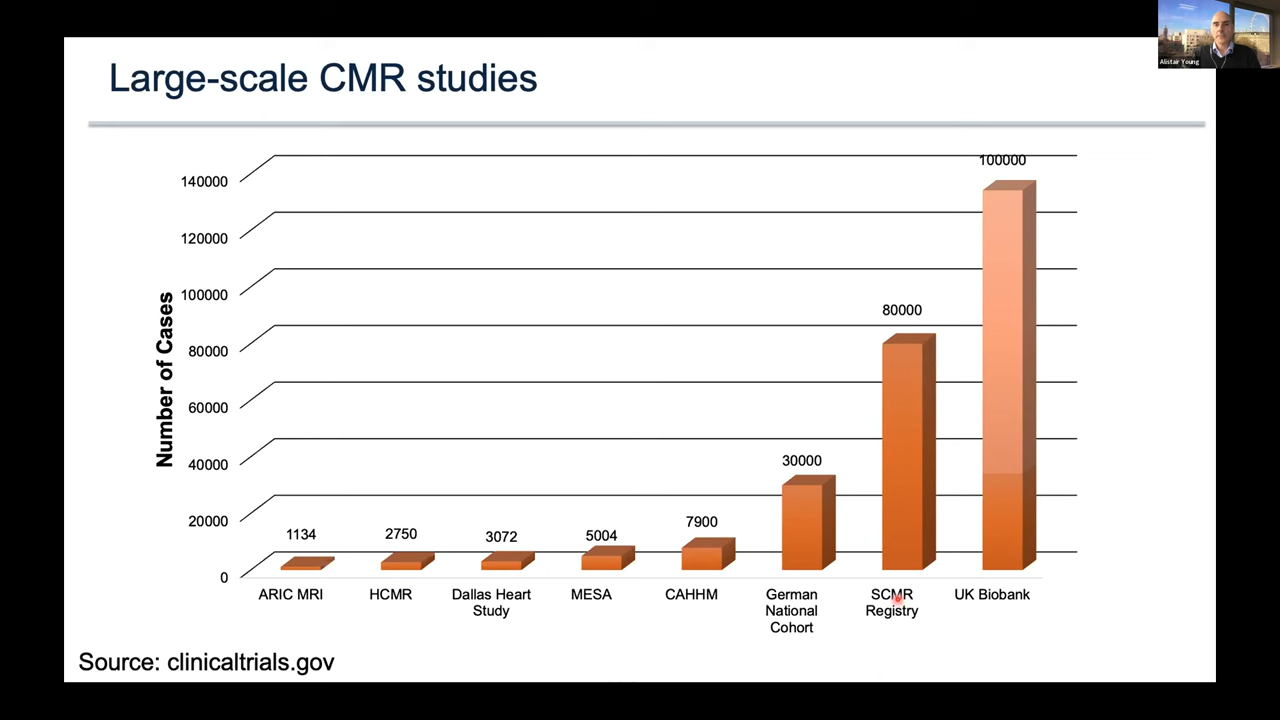 Alistair Young
Large-scale CMR studies
Number of Cases
140000
120000
100000
80000
60000
40000
20000
0
1134
2750
3072
5004
7900
30000
80000
100000
ARIC MRI
HCMR
Dallas Heart
Study
MESA
CAHHM
German
National
Cohort
SCMR
Registry
UK Biobank
Source: clinicaltrials.gov